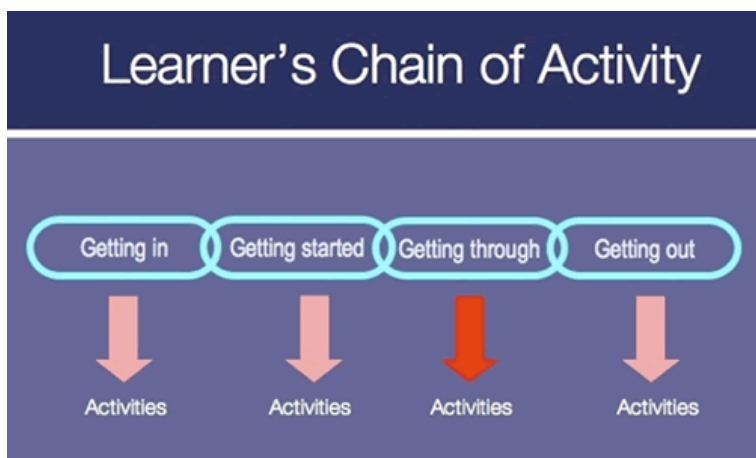 Learner's Chain of Activity
Getting in Getting started Getting through Getting out
Activities Activities Activities Activities